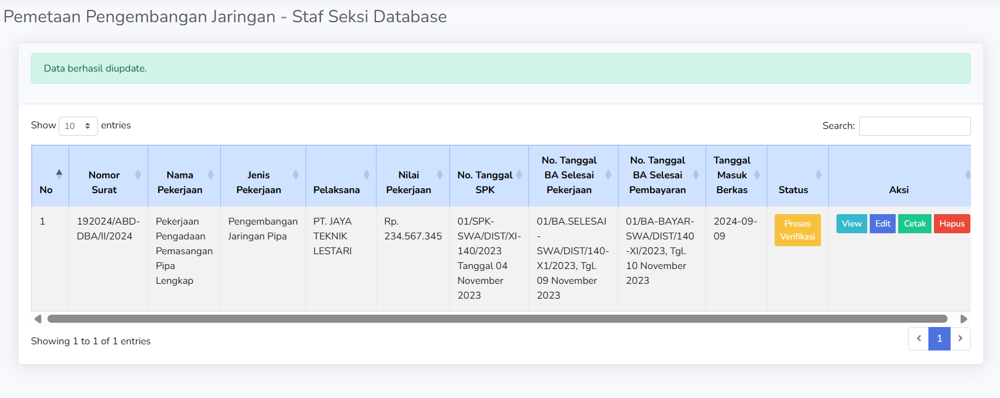 Pemetaan Pengembangan Jaringan - Staf Seksi Database
Data berhasil diupdate.
Show 10 entries
Search:
No
Nomor
Surat
Nama
Pekerjaan
Jenis
Pekerjaan
Pelaksana
Nilai
Pekerjaan
No. Tanggal
SPK
No. Tanggal
BA Selesai
Pekerjaan
No. Tanggal
BA Selesai
Pembayaran
Tanggal
Masuk
Berkas
Status
Aksi
1
192024/ABD-
DBA/II/2024
Pekerjaan
Pengadaan
Pemasangan
Pipa
Lengkap
Pengembangan
Jaringan Pipa
PT. JAYA
TEKNIK
LESTARI
Rp.
234.567.345
01/SPK-
SWA/DIST/XI-
140/2023
Tanggal 04
November
2023
01/BA.SELESAI
-
SWA/DIST/140-
X1/2023, Tgl.
09 November
2023
01/BA-BAYAR-
SWA/DIST/140
-XI/2023, Tgl.
10 November
2023
2024-09-
09
Proses
Verifikasi
View
Edit
Cetak
Hapus
Showing 1 to 1 of 1 entries
1